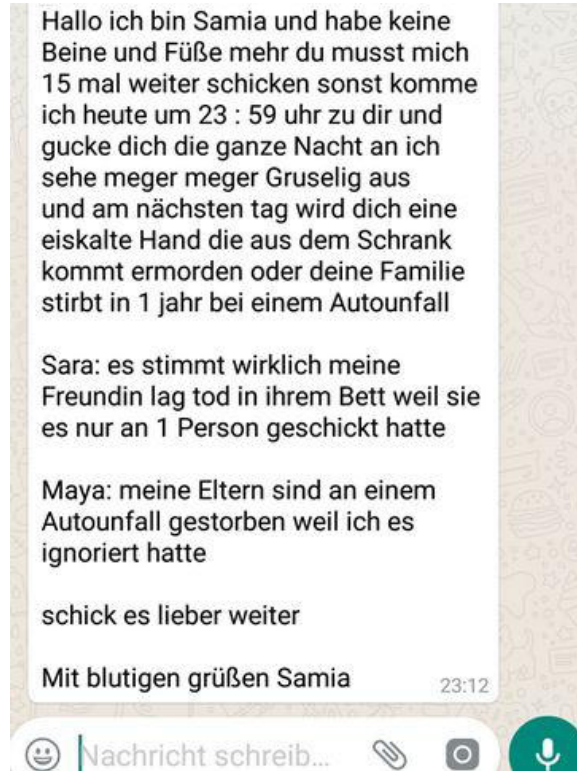 Hallo ich bin Samia und habe keine
Beine und Füße mehr du musst mich
15 mal weiter schicken sonst komme
ich heute um 23 : 59 uhr zu dir und
gucke dich die ganze Nacht an ich
sehe meger meger Gruselig aus
und am nächsten tag wird dich eine
eiskalte Hand die aus dem Schrank
kommt ermorden oder deine Familie
stirbt in 1 jahr bei einem Autounfall
Sara: es stimmt wirklich meine
Freundin lag tod in ihrem Bett weil sie
es nur an 1 Person geschickt hatte
Maya: meine Eltern sind an einem
Autounfall gestorben weil ich es
ignoriert hatte
schick es lieber weiter
Mit blutigen grüßen Samia 23:12
Nachricht schreib...